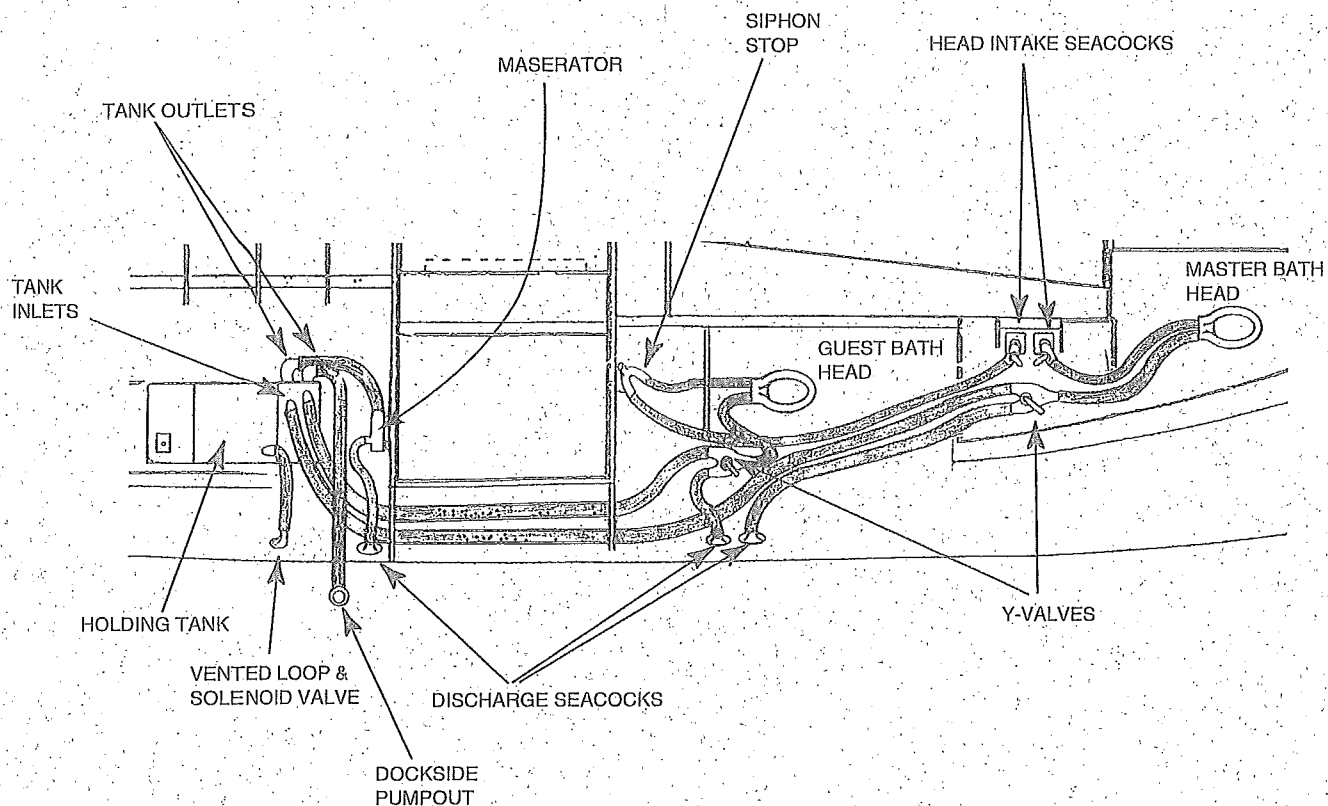 SIPHON
STOP
HEAD INTAKE SEACOCKS
MASERATOR
TANK OUTLETS
TANK
INLETS
MASTER BATH
HEAD
GUEST BATH
HEAD
HOLDING TANK
Y-VALVES
VENTED LOOP &
SOLENOID VALVE
DISCHARGE SEACOCKS
DOCKSIDE
PUMPOUT